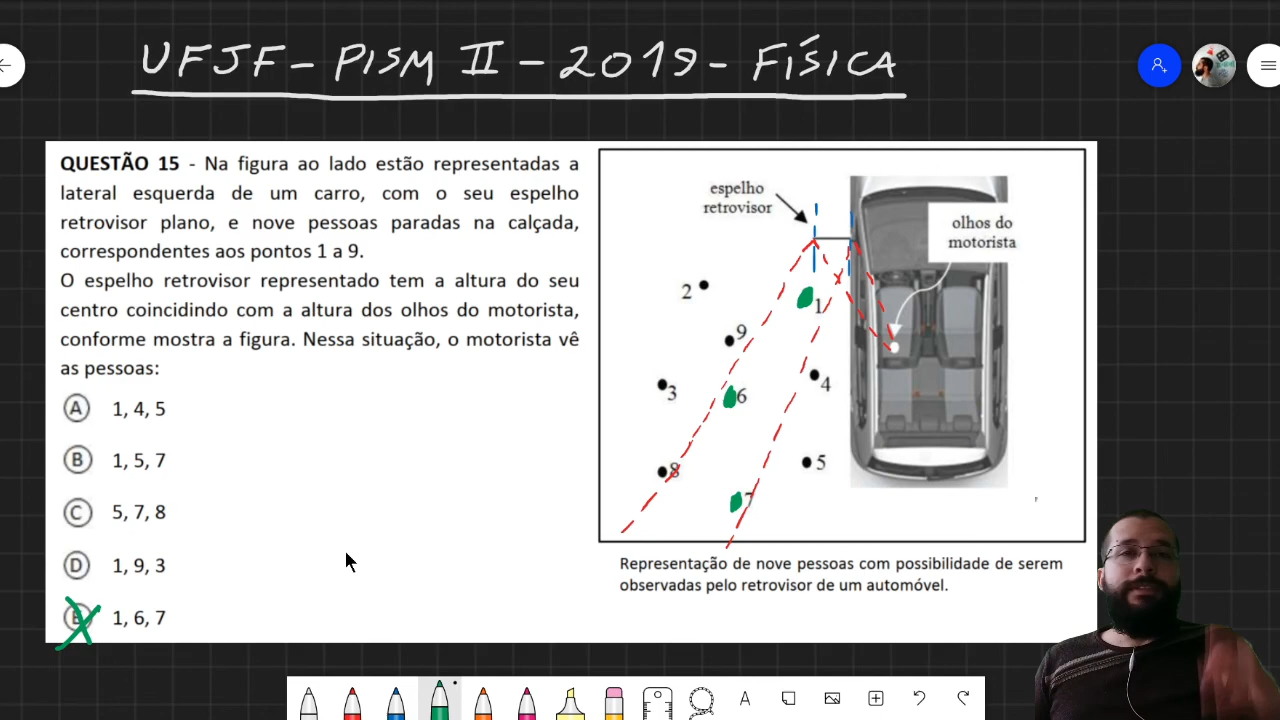 UFJF - PISM II - 2019 - FÍSICA
QUESTÃO 15 - Na figura ao lado estão representadas a
lateral esquerda de um carro, com o seu espelho
retrovisor plano, e nove pessoas paradas na calçada,
correspondentes aos pontos 1 a 9.
O espelho retrovisor representado tem a altura do seu
centro coincidindo com a altura dos olhos do motorista,
conforme mostra a figura. Nessa situação, o motorista vê
as pessoas:
A 1, 4, 5
B 1, 5, 7
C 5, 7, 8
D 1, 9, 3
E 1, 6, 7
espelho
retrovisor
olhos do
motorista
2
1
9
4
3
6
8
5
7
Representação de nove pessoas com possibilidade de serem
observadas pelo retrovisor de um automóvel.
A